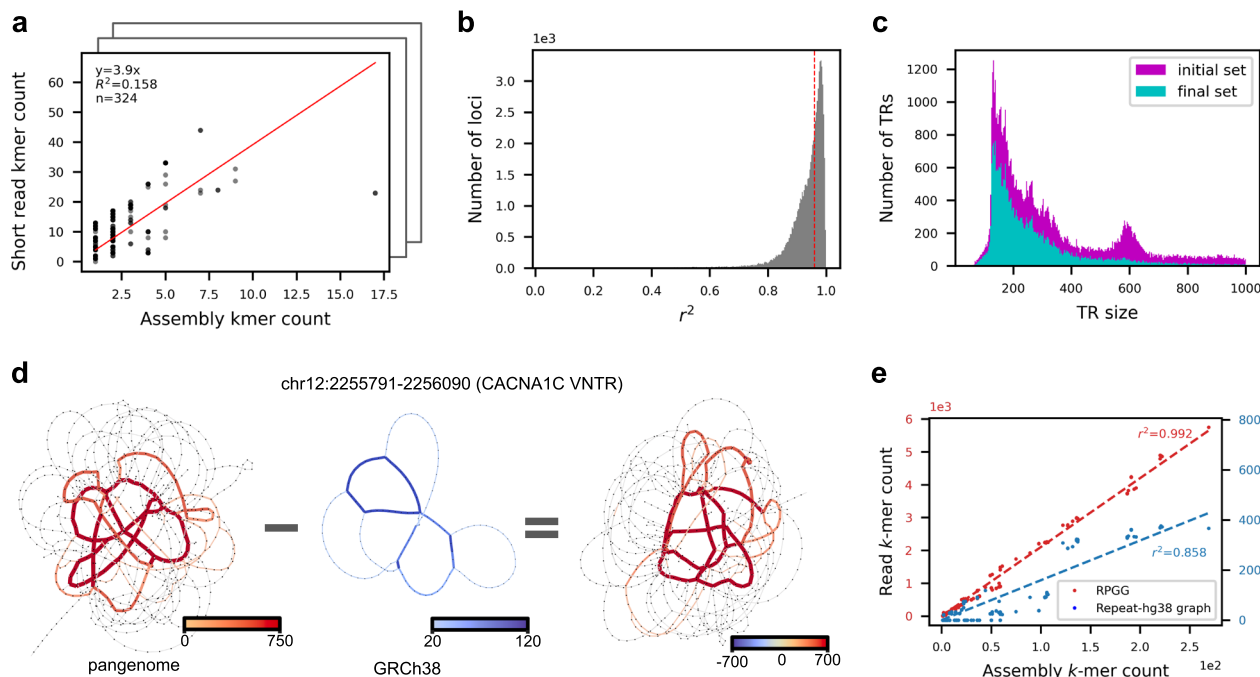 a
y=3.9x
R²=0.158
n=324
Short read kmer count
60
50
40
30
20
10
0
2.5 5.0 7.5 10.0 12.5 15.0 17.5
Assembly kmer count
b
1e3
Number of loci
3.0
2.5
2.0
1.5
1.0
0.5
0.0
0.0 0.2 0.4 0.6 0.8 1.0
r²
c
initial set
final set
Number of TRs
1200
1000
800
600
400
200
0
200 400 600 800 1000
TR size
d
chr12:2255791-2256090 (CACNA1C VNTR)
0 750
pangenome
20 120
GRCh38
-700 0 700
e
1e3
Read k-mer count
6
5
4
3
2
1
0
r²=0.992
r²=0.858
RPGG
Repeat-hg38 graph
800
600
400
200
0
0.0 0.5 1.0 1.5 2.0 2.5
1e2
Assembly k-mer count